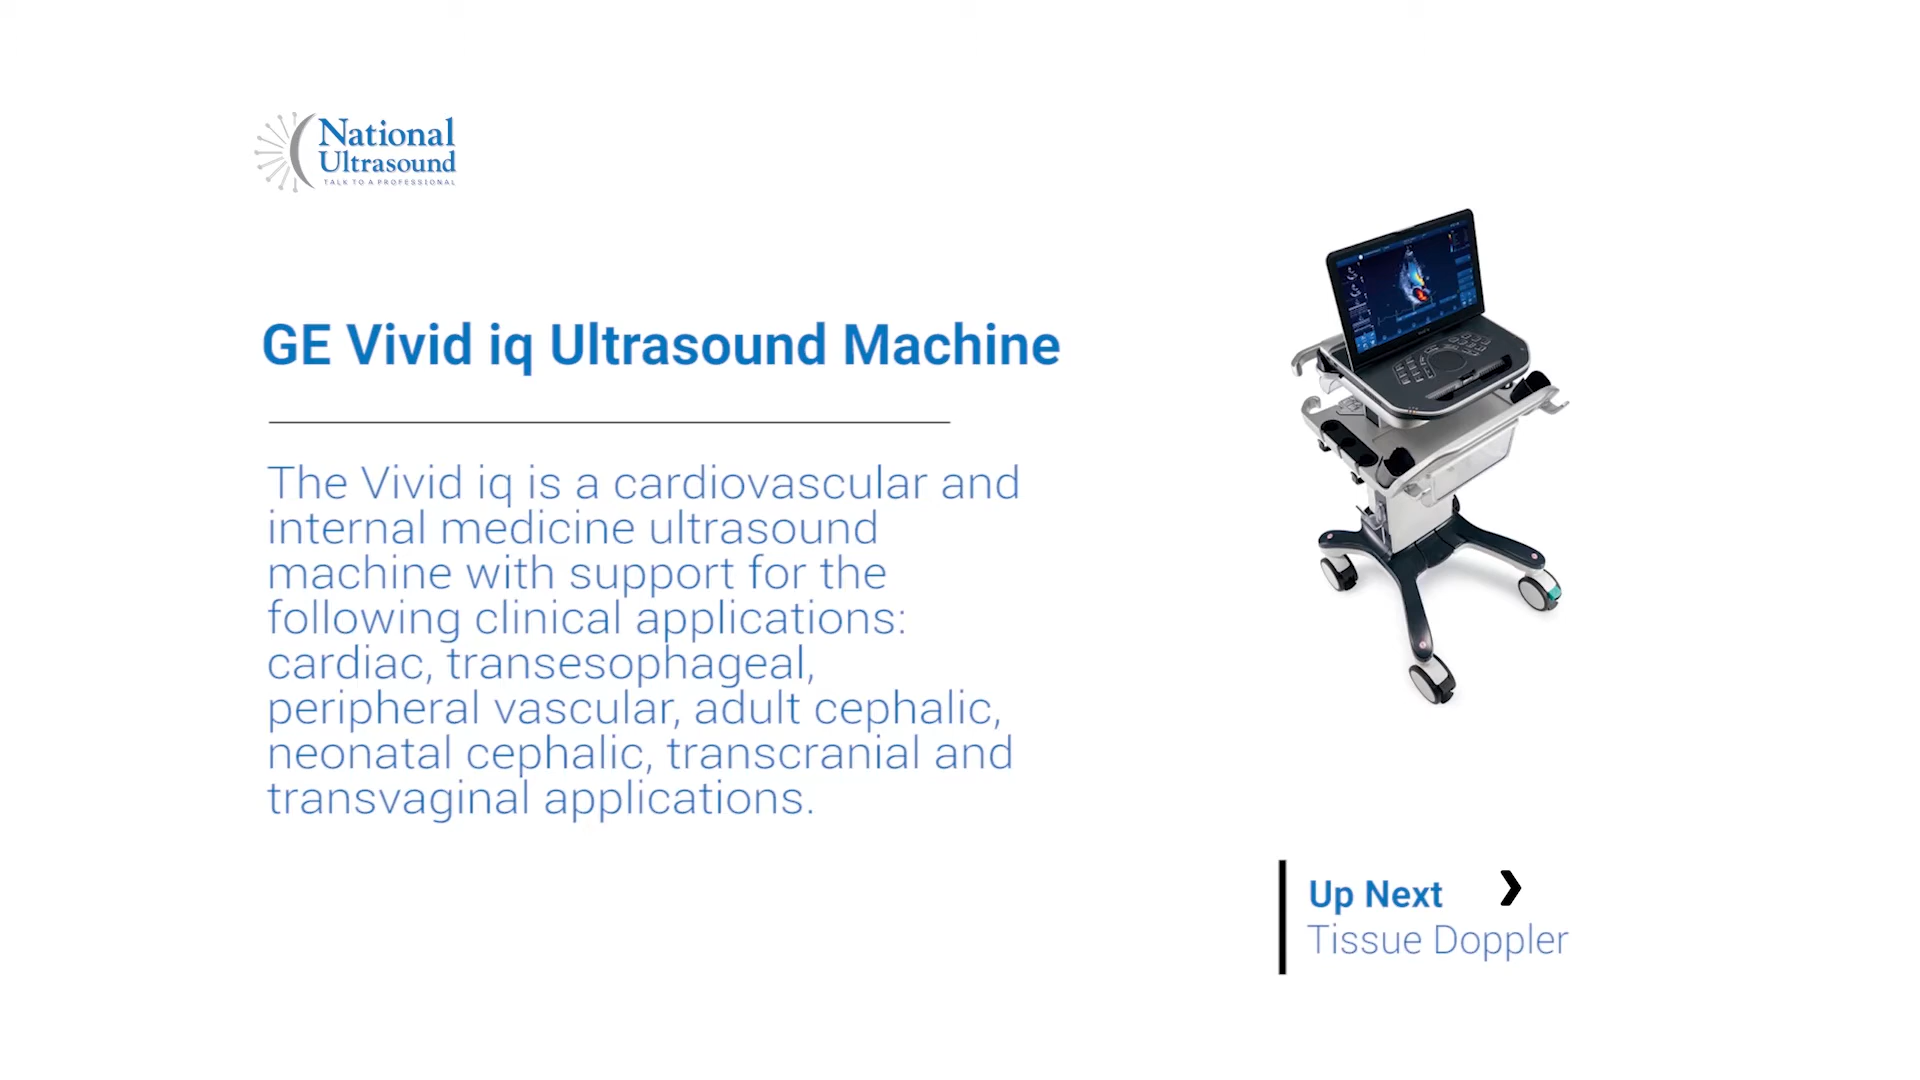 National
Ultrasound
TALK TO A PROFESSIONAL
GE Vivid iq Ultrasound Machine
The Vivid iq is a cardiovascular and
internal medicine ultrasound
machine with support for the
following clinical applications:
cardiac, transesophageal,
peripheral vascular, adult cephalic,
neonatal cephalic, transcranial and
transvaginal applications.
Up Next
Tissue Doppler